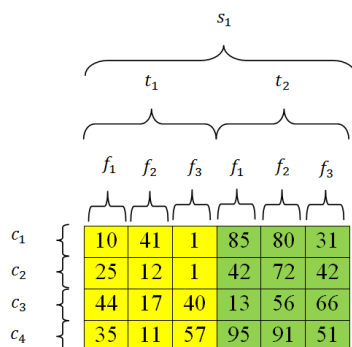 s₁
t₁ t₂
f₁ f₂ f₃ f₁ f₂ f₃
c₁ 10 41 1 85 80 31
c₂ 25 12 1 42 72 42
c₃ 44 17 40 13 56 66
c₄ 35 11 57 95 91 51